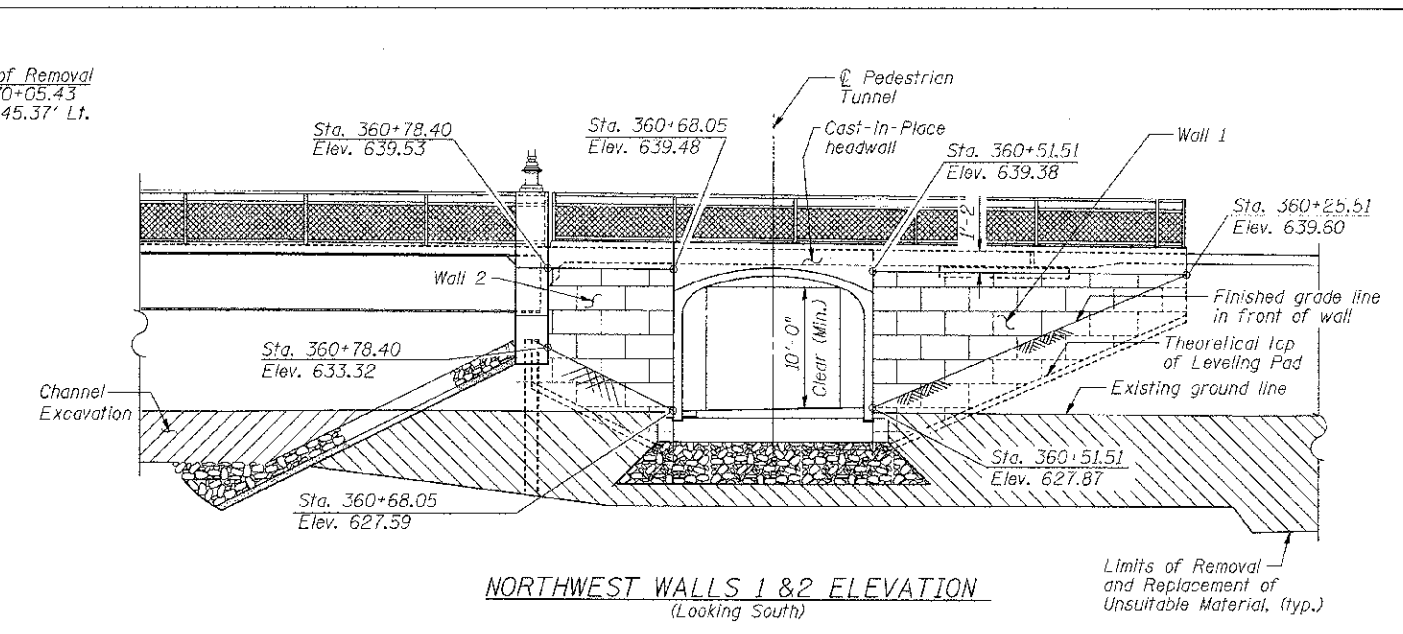 of Removal
70+05.43
45.37' Lt.
℄ Pedestrian
Tunnel
Sta. 360+78.40
Elev. 639.53
Sta. 360+68.05
Elev. 639.48
Cast-in-Place
headwall
Sta. 360+51.51
Elev. 639.38
Wall 1
1'-2
Sta. 360+25.51
Elev. 639.60
Wall 2
10'-0"
Clear (Min.)
Finished grade line
in front of wall
Theoretical top
of Leveling Pad
Existing ground line
Sta. 360+78.40
Elev. 633.32
Channel
Excavation
Sta. 360+51.51
Elev. 627.87
Sta. 360+68.05
Elev. 627.59
Limits of Removal
and Replacement of
Unsuitable Material, (typ.)
NORTHWEST WALLS 1 &2 ELEVATION
(Looking South)